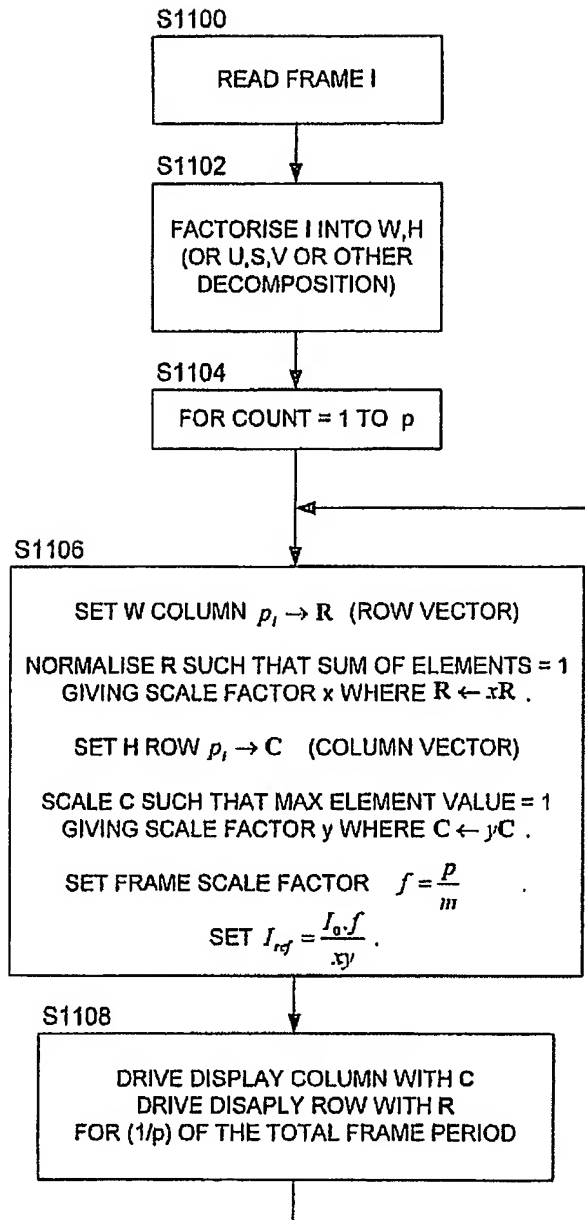 S1100
READ FRAME I
S1102
FACTORISE I INTO W,H
(OR U,S,V OR OTHER
DECOMPOSITION)
S1104
FOR COUNT = 1 TO p
S1106
SET W COLUMN pᵢ → R (ROW VECTOR)
NORMALISE R SUCH THAT SUM OF ELEMENTS = 1
GIVING SCALE FACTOR x WHERE R ← xR .
SET H ROW pᵢ → C (COLUMN VECTOR)
SCALE C SUCH THAT MAX ELEMENT VALUE = 1
GIVING SCALE FACTOR y WHERE C ← yC .
SET FRAME SCALE FACTOR f = p/m .
SET I_ref = I₀.f/xy .
S1108
DRIVE DISPLAY COLUMN WITH C
DRIVE DISAPLY ROW WITH R
FOR (1/p) OF THE TOTAL FRAME PERIOD